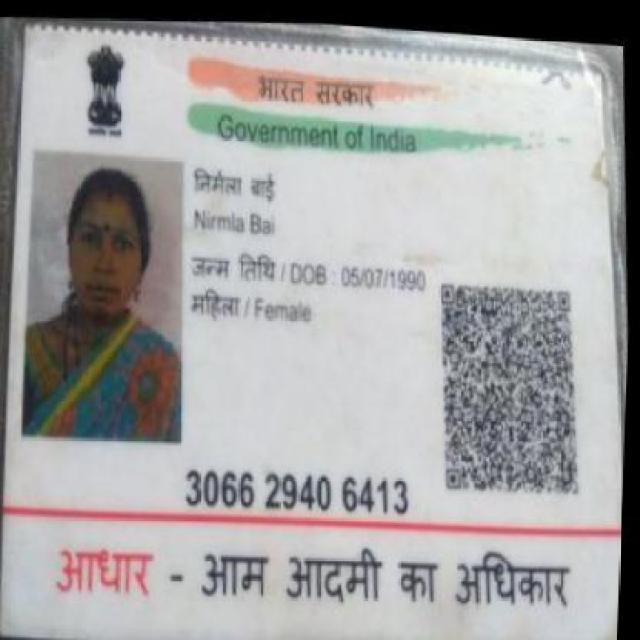 भारत सरकार
Government of India
निर्मला बाई
Nirmla Bai
जन्म तिथि / DOB : 05/07/1990
महिला / Female
3066 2940 6413
आधार - आम आदमी का अधिकार